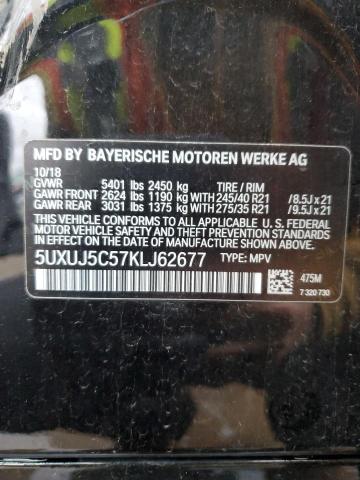 MFD BY BAYERISCHE MOTOREN WERKE AG
10/18
GVWR 5401 lbs 2450 kg TIRE / RIM
GAWR FRONT 2624 lbs 1190 kg WITH 245/40 R21 /8.5J x 21
GAWR REAR 3031 lbs 1375 kg WITH 275/35 R21 /9.5J x 21
THIS VEHICLE CONFORMS TO ALL APPLICABLE U. S. FEDERAL
MOTOR VEHICLE SAFETY STANDARDS IN EFFECT ON THE DATE OF
MANUFACTURE SHOWN ABOVE.
5UXUJ5C57KLJ62677 TYPE: MPV
475M
7 320 730